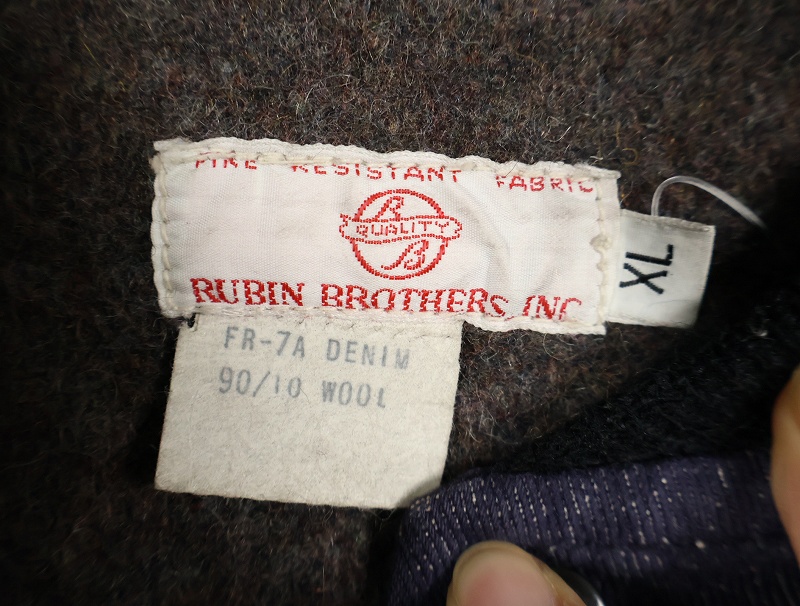 FIRE RESISTANT FABRIC
R
QUALITY
B
RUBIN BROTHERS, INC
XL
FR-7A DENIM
90/10 WOOL